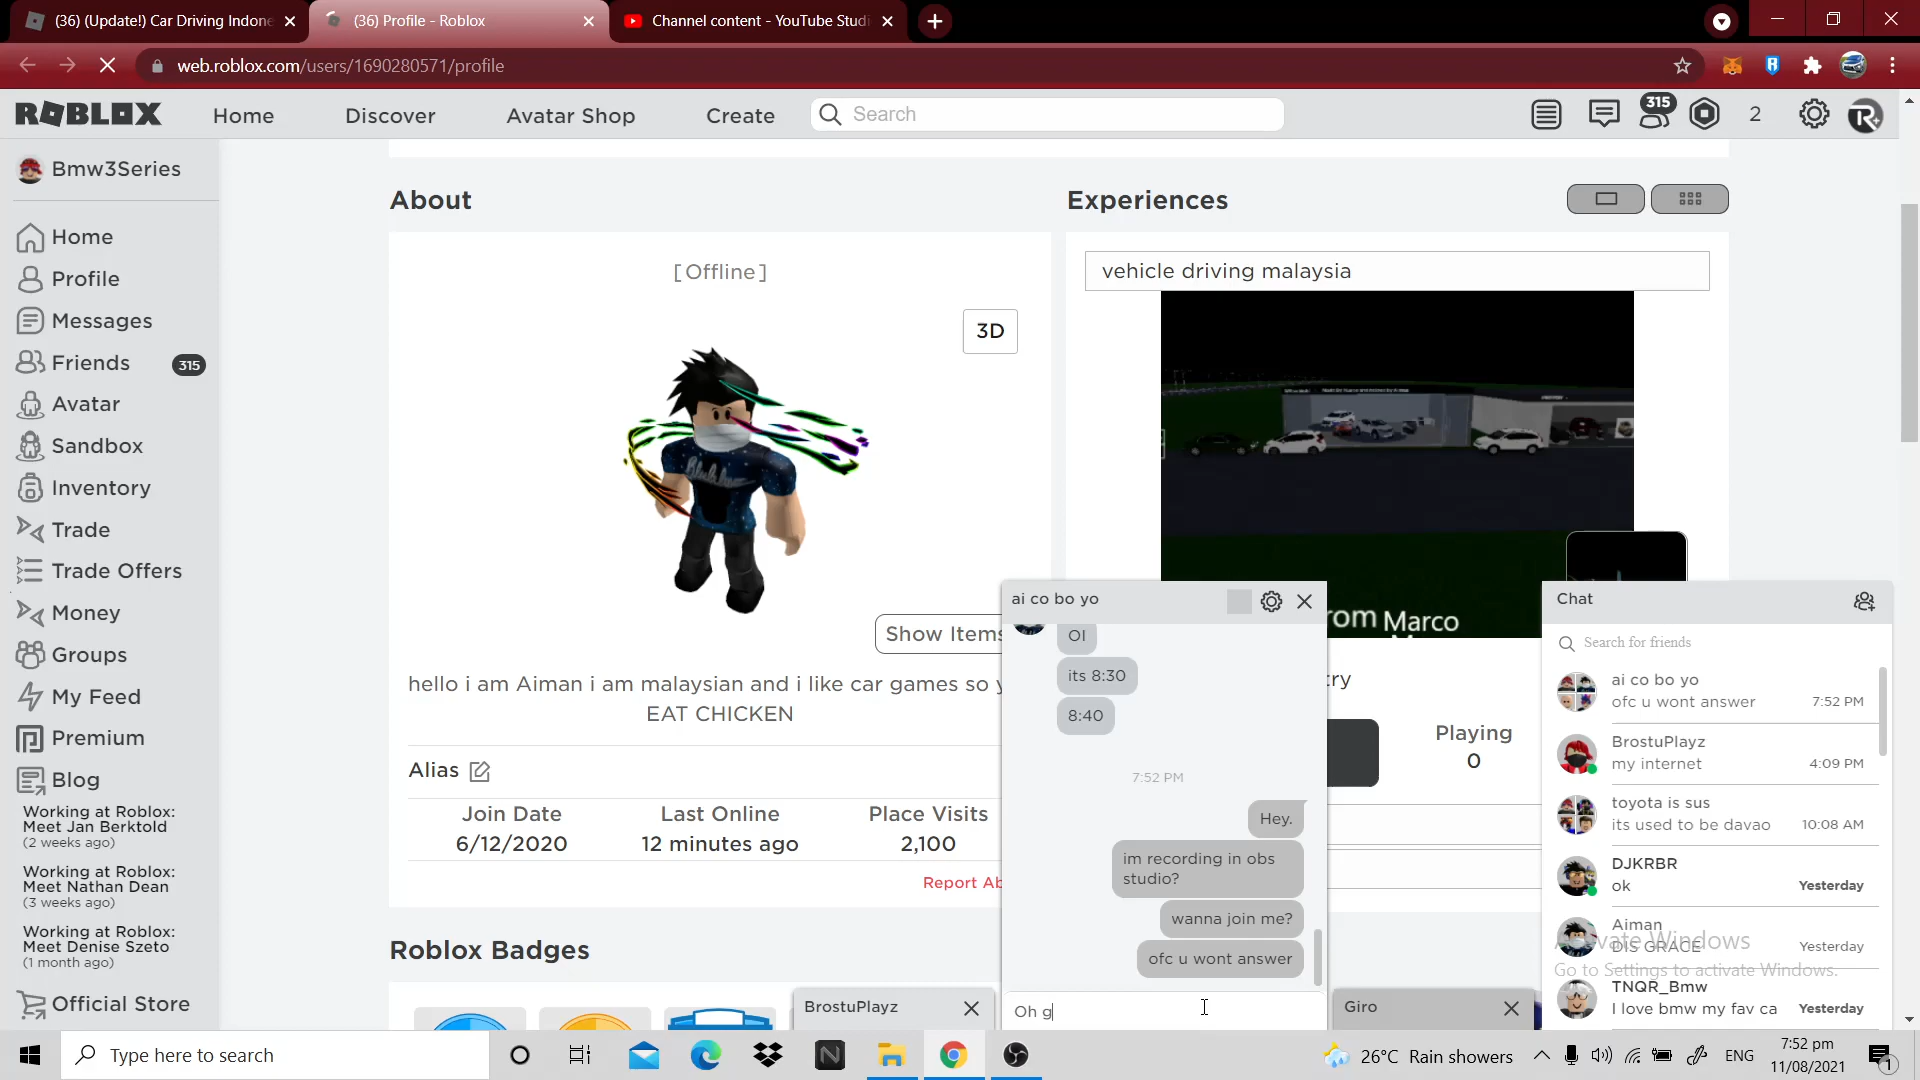 (36) (Update!) Car Driving Indone
(36) Profile - Roblox
Channel content - YouTube Studi
web.roblox.com/users/1690280571/profile
ROBLOX
Home
Discover
Avatar Shop
Create
Search
315
2
Bmw3Series
Home
Profile
Messages
Friends
315
Avatar
Sandbox
Inventory
Trade
Trade Offers
Money
Groups
My Feed
Premium
Blog
Working at Roblox:
Meet Jan Berktold
(2 weeks ago)
Working at Roblox:
Meet Nathan Dean
(3 weeks ago)
Working at Roblox:
Meet Denise Szeto
(1 month ago)
Official Store
About
[Offline]
3D
Show Items
hello i am Aiman i am malaysian and i like car games so y
EAT CHICKEN
Alias
Join Date
6/12/2020
Last Online
12 minutes ago
Place Visits
2,100
Report Ab
Roblox Badges
Experiences
vehicle driving malaysia
rom Marco
ry
Playing
0
BrostuPlayz
ai co bo yo
OI
its 8:30
8:40
7:52 PM
Hey.
im recording in obs
studio?
wanna join me?
ofc u wont answer
Oh g
Giro
Chat
Search for friends
ai co bo yo
ofc u wont answer
7:52 PM
BrostuPlayz
my internet
4:09 PM
toyota is sus
its used to be davao
10:08 AM
DJKRBR
ok
Yesterday
Aiman
DIS GRACE
Yesterday
Activate Windows
Go to Settings to activate Windows.
TNQR_Bmw
I love bmw my fav ca
Yesterday
Type here to search
26°C Rain showers
ENG
7:52 pm
11/08/2021
1